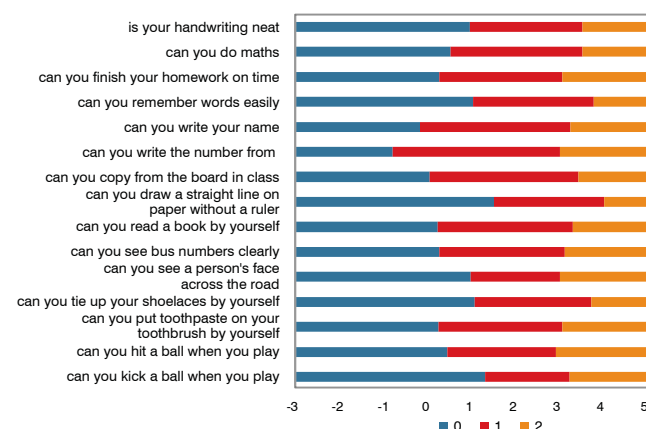 is your handwriting neat
can you do maths
can you finish your homework on time
can you remember words easily
can you write your name
can you write the number from
can you copy from the board in class
can you draw a straight line on
paper without a ruler
can you read a book by yourself
can you see bus numbers clearly
can you see a person's face
across the road
can you tie up your shoelaces by yourself
can you put toothpaste on your
toothbrush by yourself
can you hit a ball when you play
can you kick a ball when you play
-3 -2 -1 0 1 2 3 4 5
0 1 2